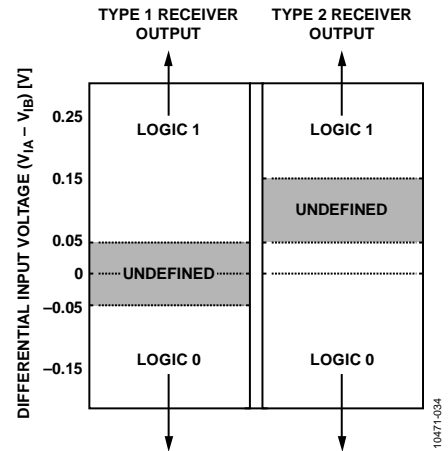 TYPE 1 RECEIVER
OUTPUT
TYPE 2 RECEIVER
OUTPUT
DIFFERENTIAL INPUT VOLTAGE (VIA – VIB) [V]
0.25
0.15
0.05
0
–0.05
–0.15
LOGIC 1
UNDEFINED
LOGIC 0
LOGIC 1
UNDEFINED
LOGIC 0
10471-034